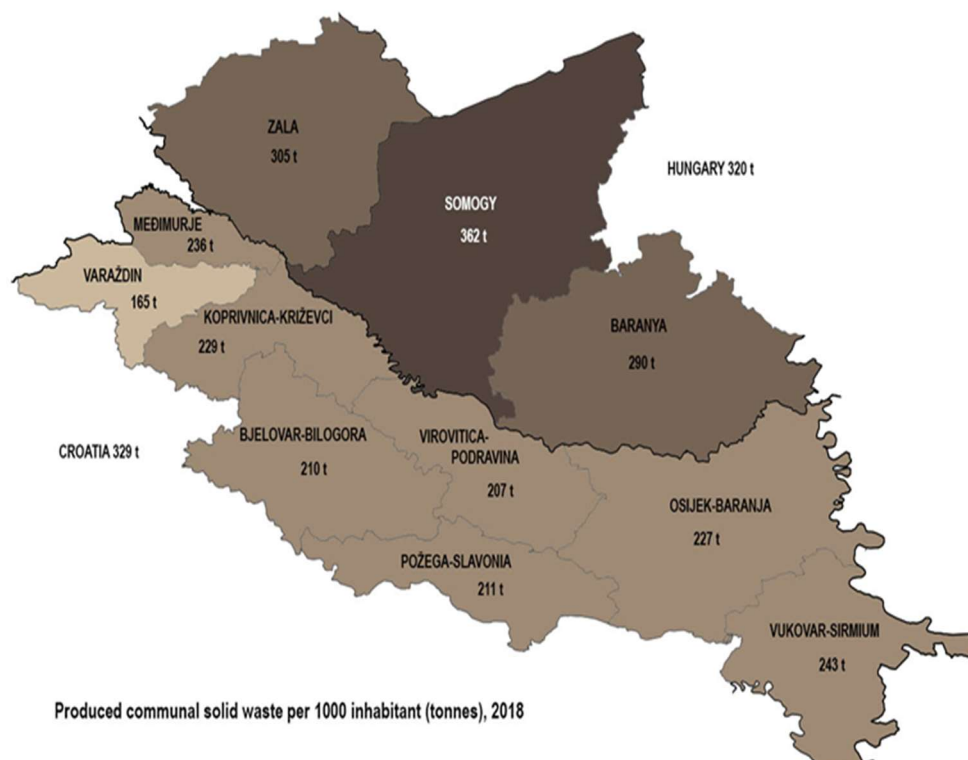 ZALA
305 t
HUNGARY 320 t
SOMOGY
362 t
MEĐIMURJE
236 t
VARAŽDIN
165 t
KOPRIVNICA-KRIŽEVCI
229 t
BARANYA
290 t
CROATIA 329 t
BJELOVAR-BILOGORA
210 t
VIROVITICA-
PODRAVINA
207 t
OSIJEK-BARANJA
227 t
POŽEGA-SLAVONIA
211 t
VUKOVAR-SIRMIUM
243 t
Produced communal solid waste per 1000 inhabitant (tonnes), 2018